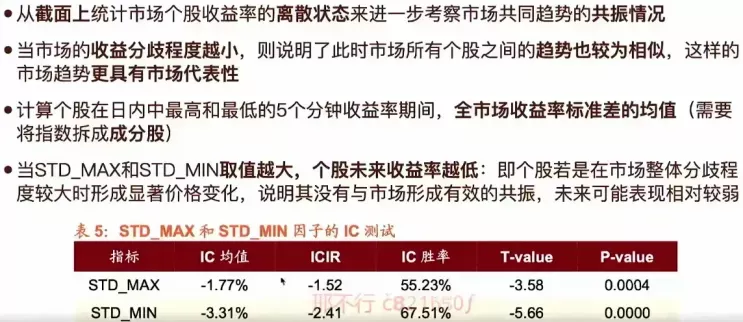 从截面上统计市场个股收益率的离散状态来进一步考察市场共同趋势的共振情况
当市场的收益分歧程度越小，则说明了此时市场所有个股之间的趋势也较为相似，这样的
市场趋势更具有市场代表性
计算个股在日内中最高和最低的5个分钟收益率期间，全市场收益率标准差的均值（需要
将指数拆成成分股）
当STD_MAX和STD_MIN取值越大，个股未来收益率越低：即个股若是在市场整体分歧程
度较大时形成显著价格变化，说明其没有与市场形成有效的共振，未来可能表现相对较弱
表 5：STD_MAX 和 STD_MIN 因子的 IC 测试
指标 IC 均值 ICIR IC 胜率 T-value P-value
STD_MAX -1.77% -1.52 55.23% -3.58 0.0004
STD_MIN -3.31% -2.41 67.51% -5.66 0.0000